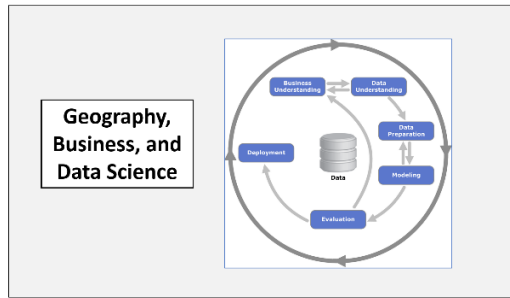 Geography,
Business, and
Data Science
Business
Understanding
Data
Understanding
Data
Preparation
Modeling
Evaluation
Deployment
Data